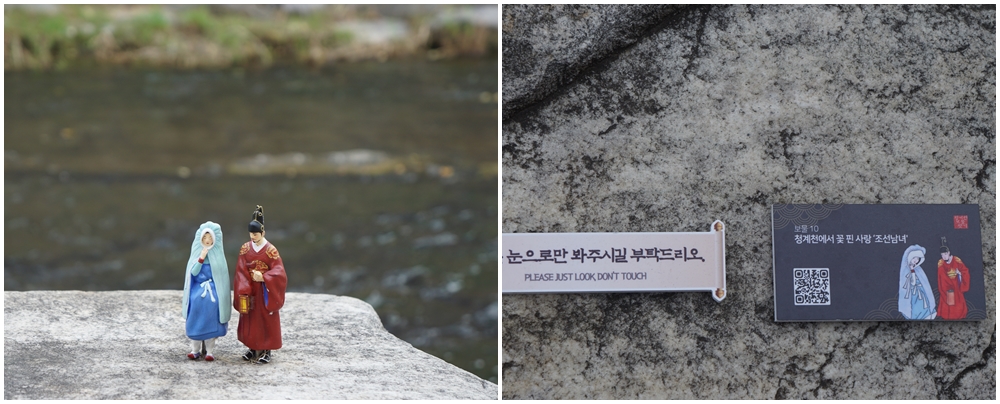 눈으로만 봐주시길 부탁드리오.
PLEASE JUST LOOK, DON'T TOUCH
보물 10
청계천에서 꽃 핀 사랑 '조선남녀'